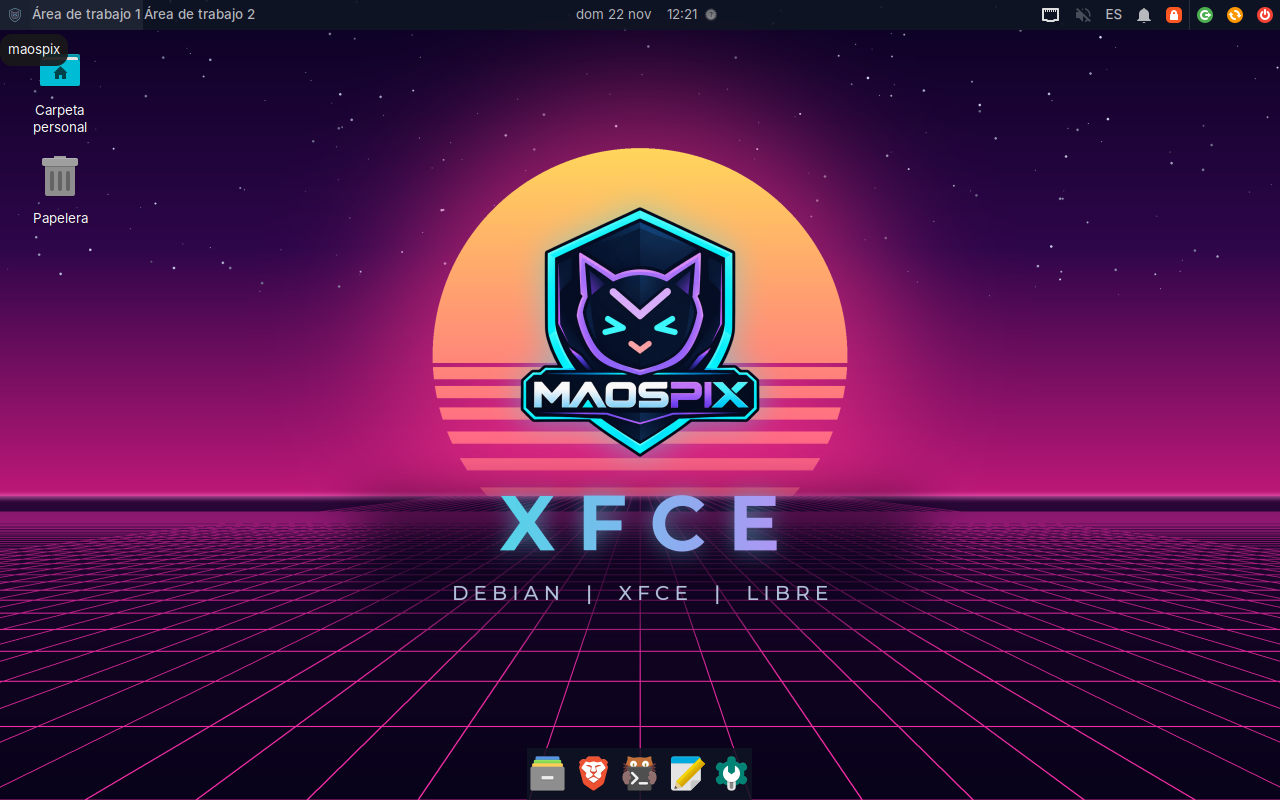 Área de trabajo 1 Área de trabajo 2 dom 22 nov 12:21 ES
maospix
Carpeta
personal
Papelera
MAOSPIX
XFCE
DEBIAN | XFCE | LIBRE